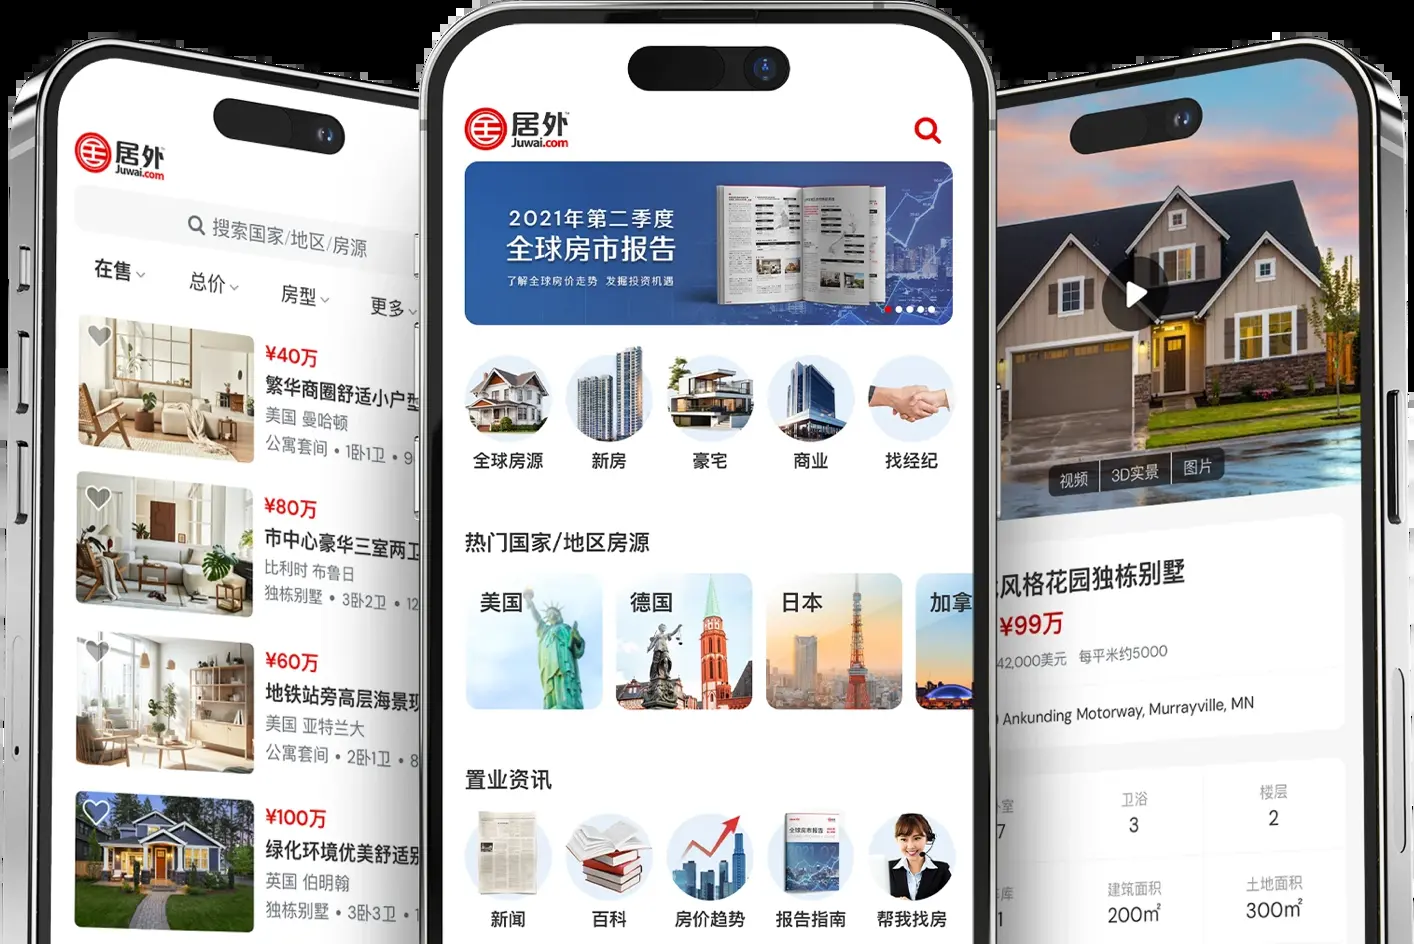 居外
Juwai.com
搜索国家/地区/房源
在售
总价
房型
更多
¥40万
繁华商圈舒适小户型
美国 曼哈顿
公寓套间 • 1卧1卫 • 9
¥80万
市中心豪华三室两卫
比利时 布鲁日
独栋别墅 • 3卧2卫 • 12
¥60万
地铁站旁高层海景现
美国 亚特兰大
公寓套间 • 2卧1卫 • 8
¥100万
绿化环境优美舒适别
英国 伯明翰
独栋别墅 • 3卧3卫 • 1
居外
Juwai.com
2021年第二季度
全球房市报告
了解全球房价走势 发掘投资机遇
全球房源
新房
豪宅
商业
找经纪
热门国家/地区房源
美国
德国
日本
加拿
置业资讯
全球房市报告
新闻
百科
房价趋势
报告指南
帮我找房
视频
3D实景
图片
风格花园独栋别墅
¥99万
42,000美元 每平米约5000
Ankunding Motorway, Murrayville, MN
室
7
卫浴
3
楼层
2
库
1
建筑面积
200㎡
土地面积
300㎡